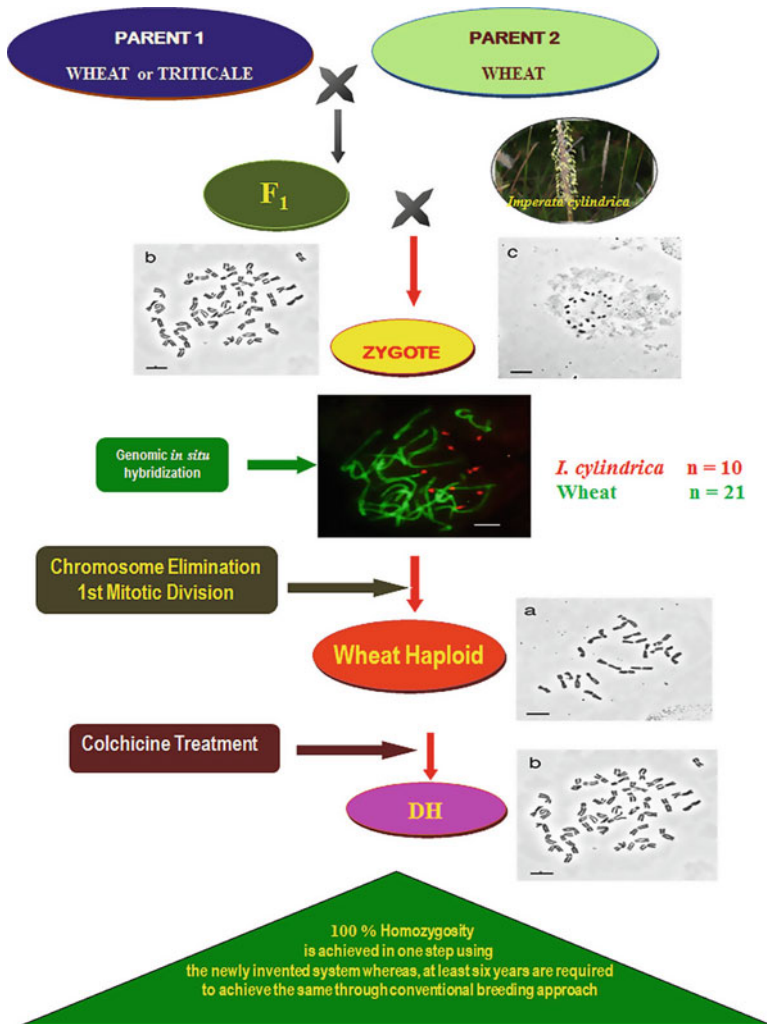 PARENT 1
WHEAT or TRITICALE
PARENT 2
WHEAT
F1
Imperata cylindrica
b
c
ZYGOTE
Genomic in situ
hybridization
I. cylindrica n = 10
Wheat n = 21
Chromosome Elimination
1st Mitotic Division
a
Wheat Haploid
Colchicine Treatment
b
DH
100 % Homozygosity
is achieved in one step using
the newly invented system whereas, at least six years are required
to achieve the same through conventional breeding approach